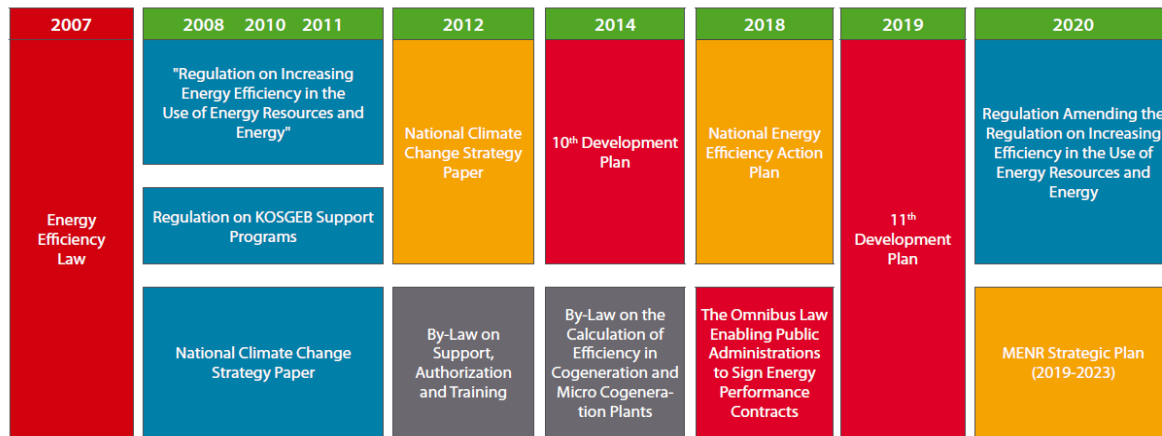 2007
2008 2010 2011
2012
2014
2018
2019
2020
Energy
Efficiency
Law
"Regulation on Increasing
Energy Efficiency in the
Use of Energy Resources and
Energy"
Regulation on KOSGEB Support
Programs
National Climate Change
Strategy Paper
National Climate
Change Strategy
Paper
By-Law on
Support,
Authorization
and Training
10th Development
Plan
By-Law on the
Calculation of
Efficiency in
Cogeneration and
Micro Cogenera-
tion Plants
National Energy
Efficiency Action
Plan
The Omnibus Law
Enabling Public
Administrations
to Sign Energy
Performance
Contracts
11th
Development
Plan
Regulation Amending the
Regulation on Increasing
Efficiency in the Use of
Energy Resources and
Energy
MENR Strategic Plan
(2019-2023)